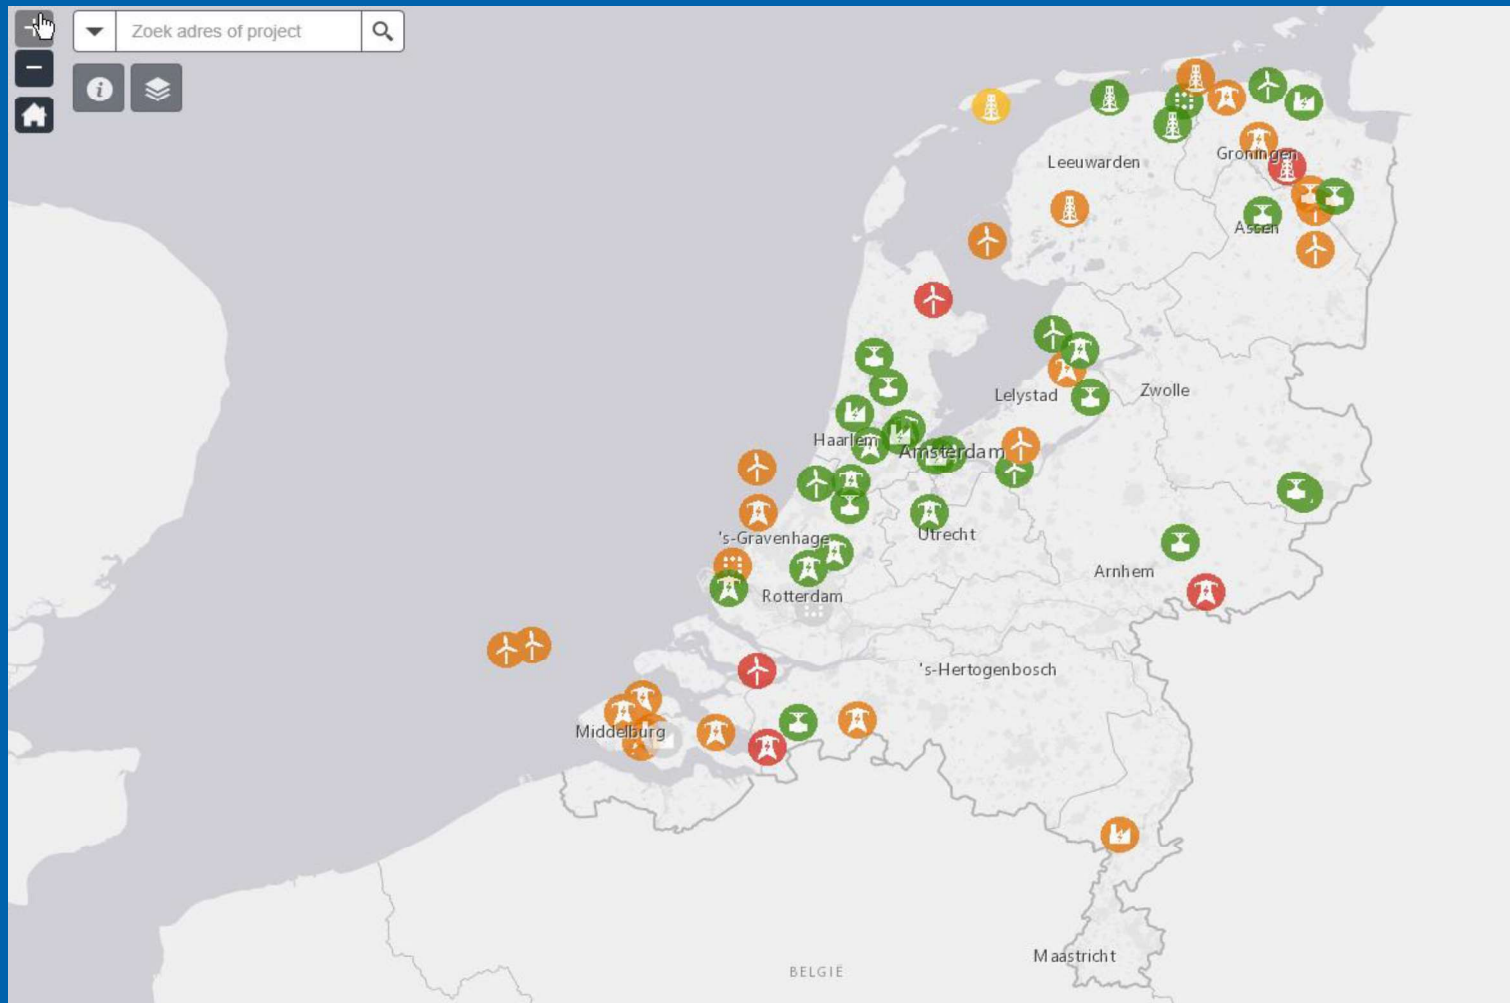 Zoek adres of project
Leeuwarden
Groningen
Assen
Lelystad
Zwolle
Haarlem
Amsterdam
's-Gravenhage
Utrecht
Arnhem
Rotterdam
's-Hertogenbosch
Middelburg
Maastricht
BELGIË